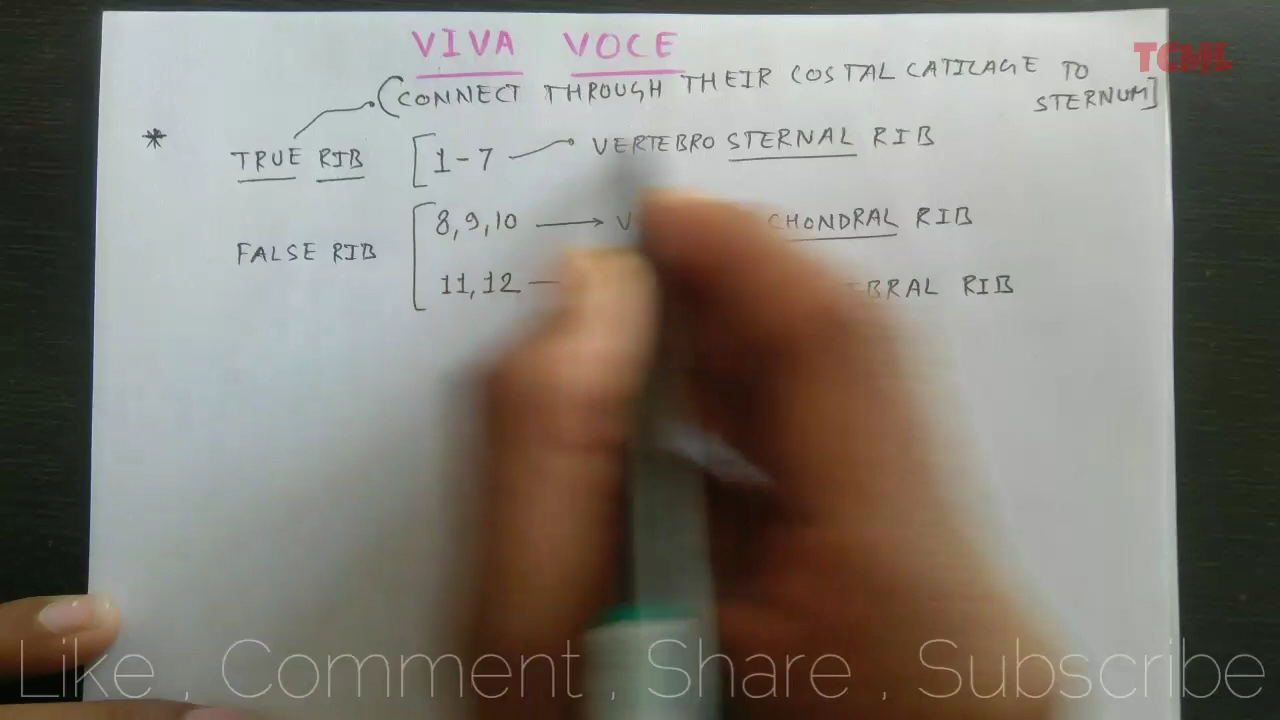 VIVA VOCE
TCML
(CONNECT THROUGH THEIR COSTAL CATILAGE TO
STERNUM]
* TRUE RIB [1-7 VERTEBRO STERNAL RIB
8,9,10 → CHONDRAL RIB
FALSE RIB
11,12 RIB
Like , Comment , Share , Subscribe